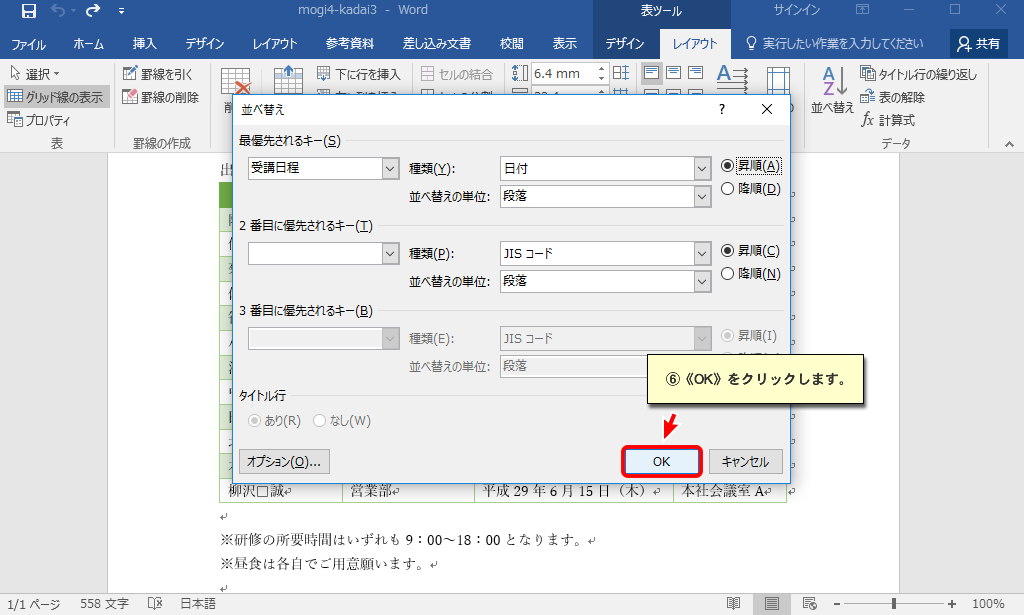 mogi4-kadai3 - Word
表ツール
サインイン
ファイル ホーム 挿入 デザイン レイアウト 参考資料 差し込み文書 校閲 表示 デザイン レイアウト 実行したい作業を入力してください 共有
選択
グリッド線の表示
プロパティ
表
罫線を引く
罫線の削除
罫線の作成
下に行を挿入
セルの結合
6.4 mm
並べ替え
タイトル行の繰り返し
表の解除
計算式
データ
並べ替え
最優先されるキー(S)
受講日程 種類(Y): 日付 昇順(A)
並べ替えの単位: 段落 降順(D)
2 番目に優先されるキー(T)
種類(P): JIS コード 昇順(C)
並べ替えの単位: 段落 降順(N)
3 番目に優先されるキー(B)
種類(E): JIS コード 昇順(I)
並べ替えの単位: 段落
⑥《OK》をクリックします。
タイトル行
あり(R) なし(W)
オプション(O)... OK キャンセル
柳沢□誠 営業部 平成 29 年 6 月 15 日（木） 本社会議室 A
※研修の所要時間はいずれも 9：00～18：00 となります。
※昼食は各自でご用意願います。
1/1 ページ 558 文字 日本語 100%